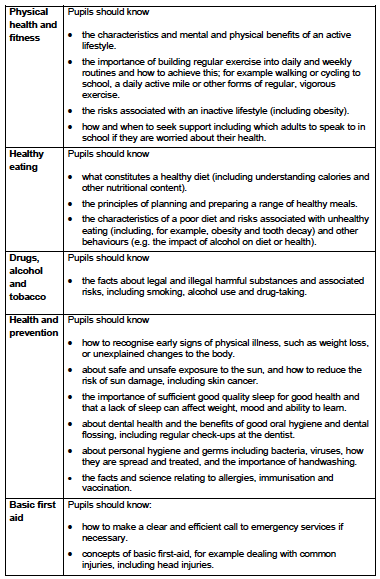 Physical health and fitness
Pupils should know
• the characteristics and mental and physical benefits of an active
lifestyle.
• the importance of building regular exercise into daily and weekly
routines and how to achieve this; for example walking or cycling to
school, a daily active mile or other forms of regular, vigorous
exercise.
• the risks associated with an inactive lifestyle (including obesity).
• how and when to seek support including which adults to speak to in
school if they are worried about their health.
Healthy eating
Pupils should know
• what constitutes a healthy diet (including understanding calories and
other nutritional content).
• the principles of planning and preparing a range of healthy meals.
• the characteristics of a poor diet and risks associated with unhealthy
eating (including, for example, obesity and tooth decay) and other
behaviours (e.g. the impact of alcohol on diet or health).
Drugs, alcohol and tobacco
Pupils should know
• the facts about legal and illegal harmful substances and associated
risks, including smoking, alcohol use and drug-taking.
Health and prevention
Pupils should know
• how to recognise early signs of physical illness, such as weight loss,
or unexplained changes to the body.
• about safe and unsafe exposure to the sun, and how to reduce the
risk of sun damage, including skin cancer.
• the importance of sufficient good quality sleep for good health and
that a lack of sleep can affect weight, mood and ability to learn.
• about dental health and the benefits of good oral hygiene and dental
flossing, including regular check-ups at the dentist.
• about personal hygiene and germs including bacteria, viruses, how
they are spread and treated, and the importance of handwashing.
• the facts and science relating to allergies, immunisation and
vaccination.
Basic first aid
Pupils should know:
• how to make a clear and efficient call to emergency services if
necessary.
• concepts of basic first-aid, for example dealing with common
injuries, including head injuries.